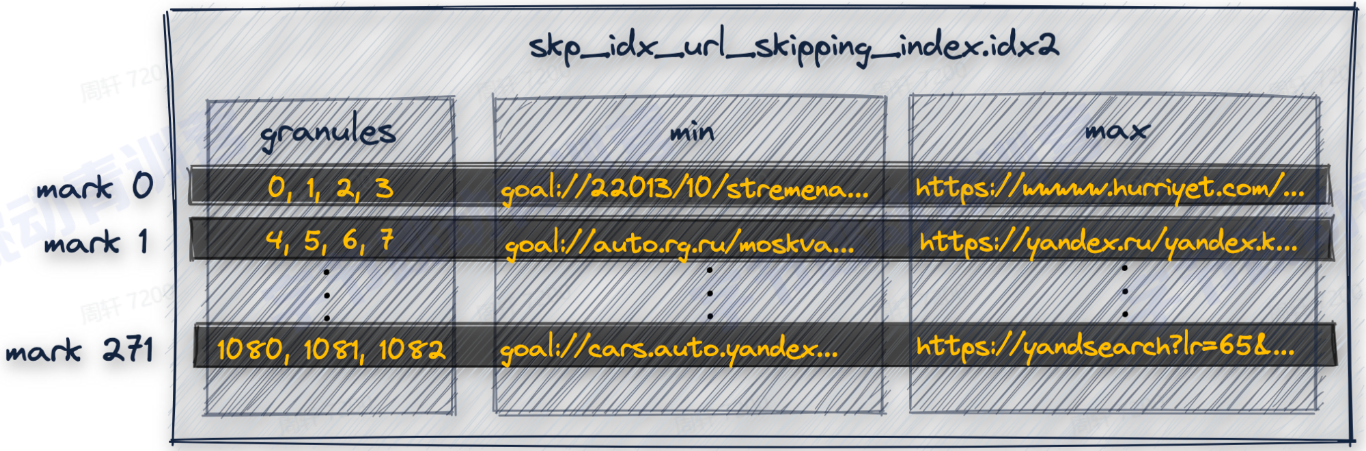 skp_idx_url_skipping_index.idx2
granules min max
mark 0 0, 1, 2, 3 goal://22013/10/stremena... https://wwwww.hurriyet.com/...
mark 1 4, 5, 6, 7 goal://auto.rg.ru/moskva... https://yandex.ru/yandex.k...
mark 271 1080, 1081, 1082 goal://cars.auto.yandex... https://yandsearch?lr=65&...